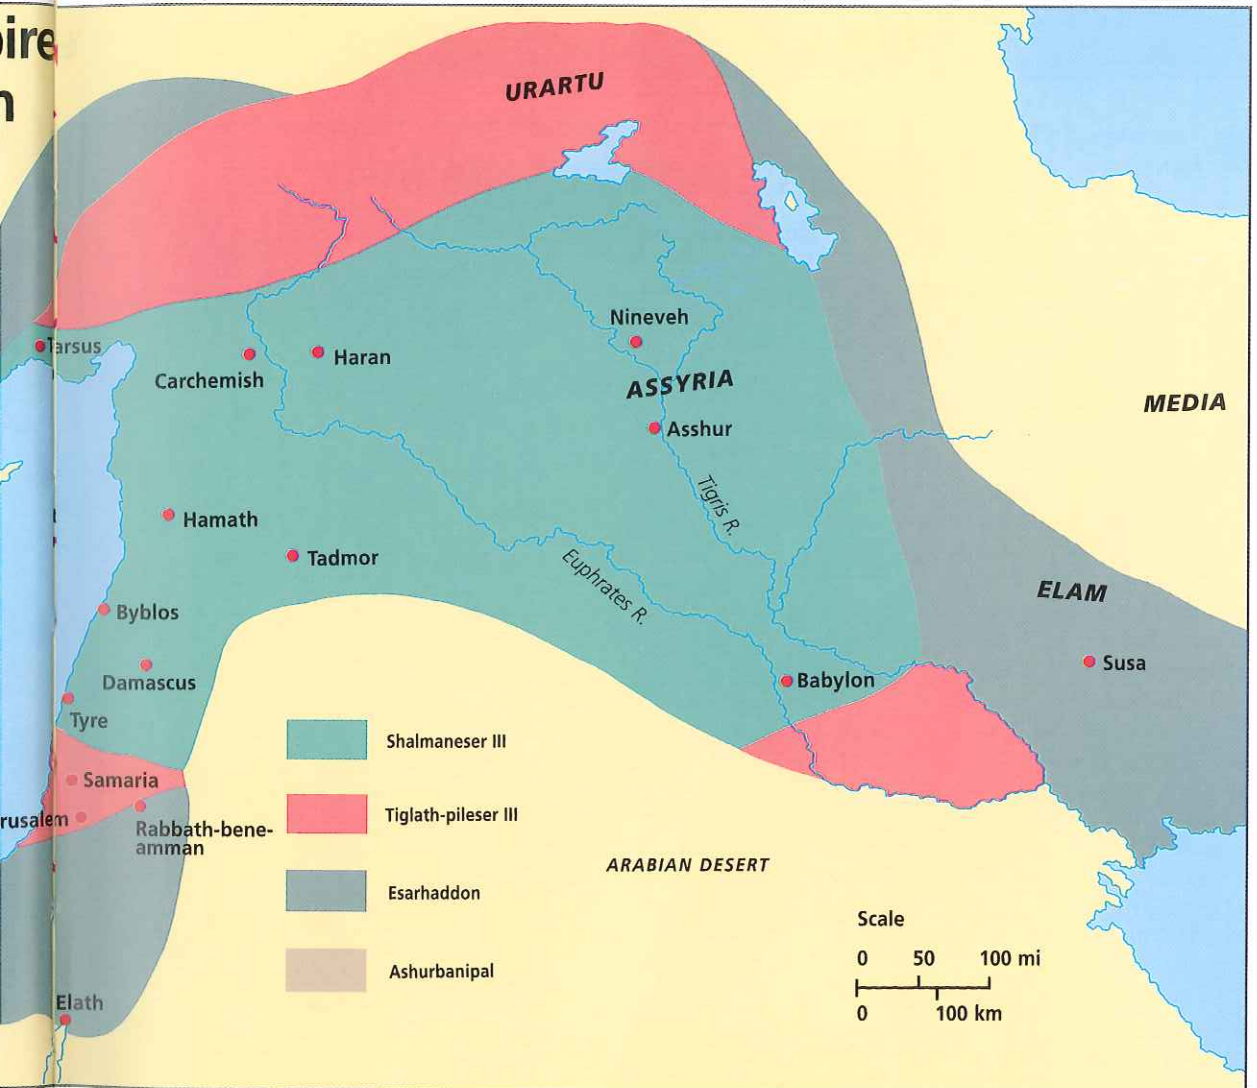 ire
n
URARTU
Tarsus
Nineveh
Haran
Carchemish
ASSYRIA
MEDIA
Asshur
Tigris R.
Hamath
Tadmor
Euphrates R.
ELAM
Byblos
Susa
Damascus
Babylon
Tyre
Shalmaneser III
Samaria
Tiglath-pileser III
rusalem
Rabbath-bene-
amman
ARABIAN DESERT
Esarhaddon
Scale
0 50 100 mi
Ashurbanipal
Elath
0 100 km